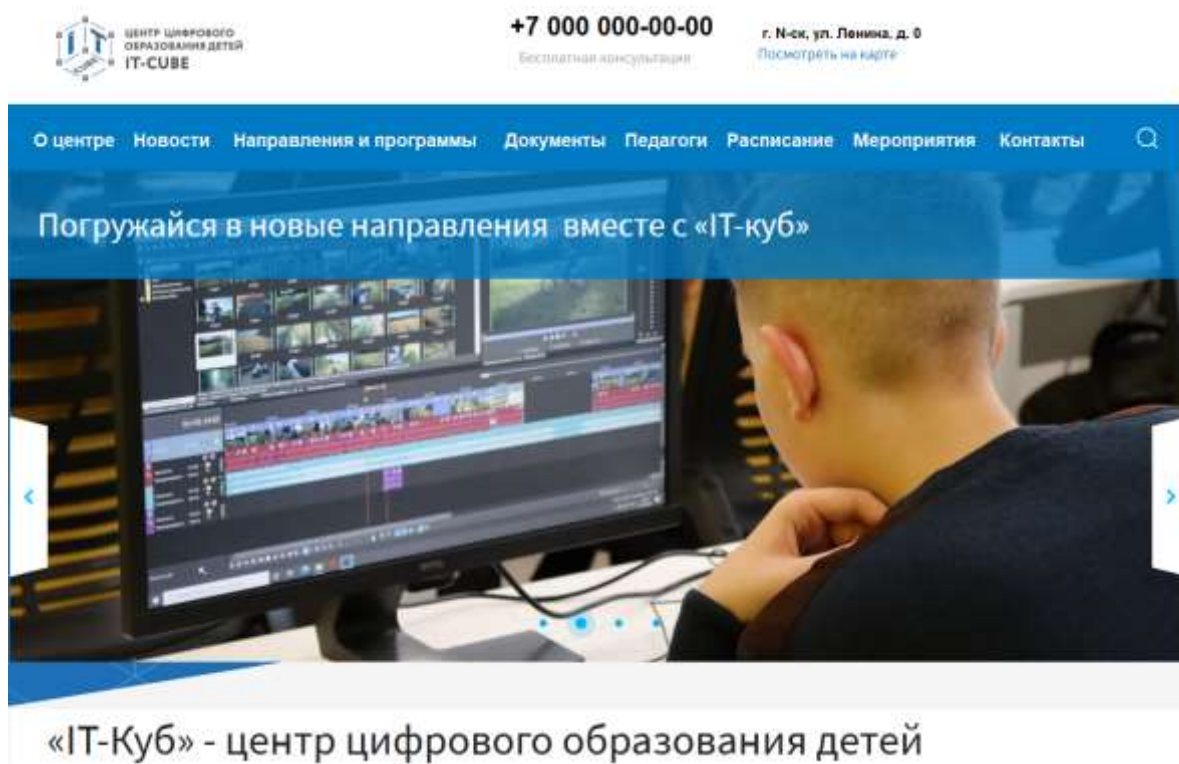 ЦЕНТР ЦИФРОВОГО
ОБРАЗОВАНИЯ ДЕТЕЙ
IT-CUBE
+7 000 000-00-00
Бесплатная консультация
г. N-ск, ул. Ленина, д. 0
Посмотреть на карте
О центре Новости Направления и программы Документы Педагоги Расписание Мероприятия Контакты
Погружайся в новые направления вместе с «IT-куб»
«IT-Куб» - центр цифрового образования детей